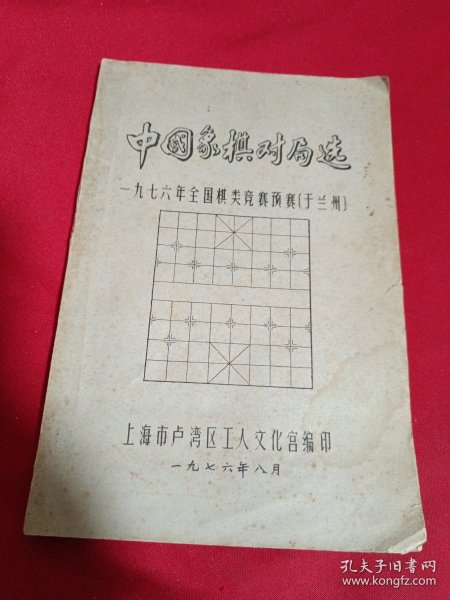 中國象棋对局选
一九七六年全国棋类竞赛预赛(于兰州)
上海市卢湾区工人文化宫编印
一九七六年八月
孔夫子旧书网
www.kongfz.com